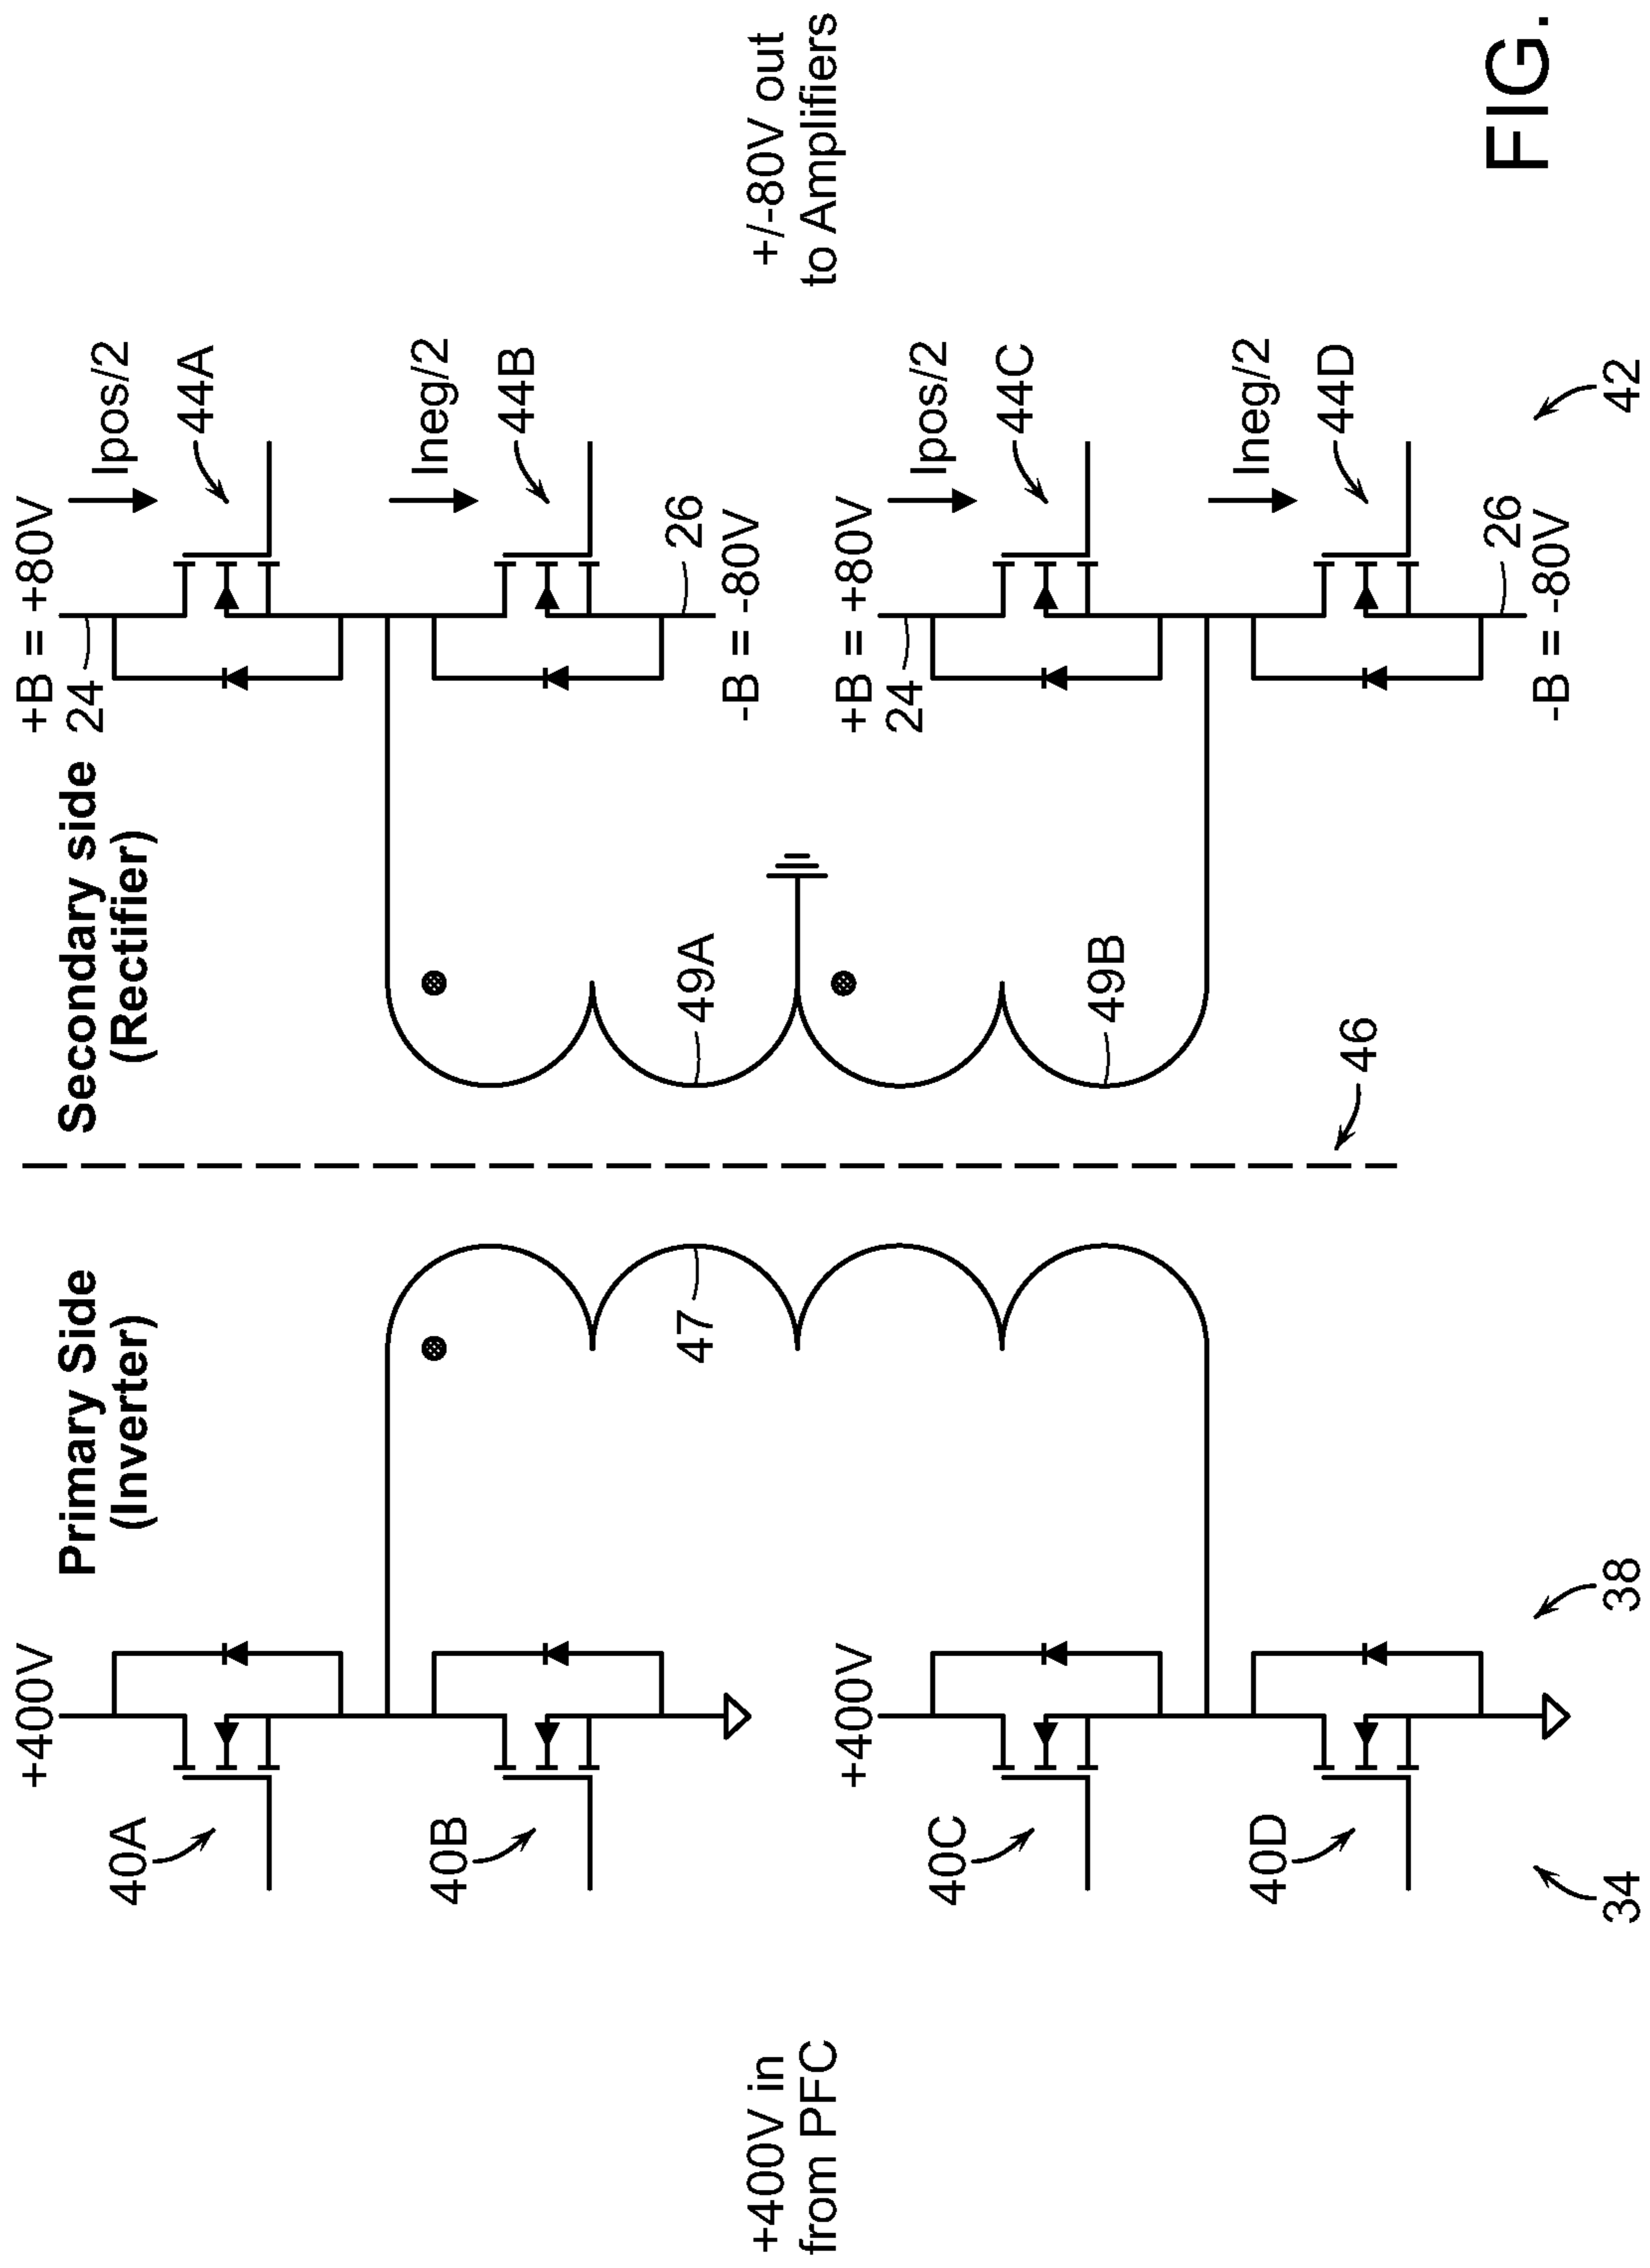 Primary Side
(Inverter)
Secondary side
(Rectifier)
+400V
40A
40B
+400V
40C
40D
34
38
+400V in
from PFC
47
46
49A
49B
+B = +80V
24
Ipos/2
44A
Ineg/2
44B
26
-B = -80V
+B = +80V
24
Ipos/2
44C
Ineg/2
44D
26
-B = -80V
42
+/-80V out
to Amplifiers
FIG.